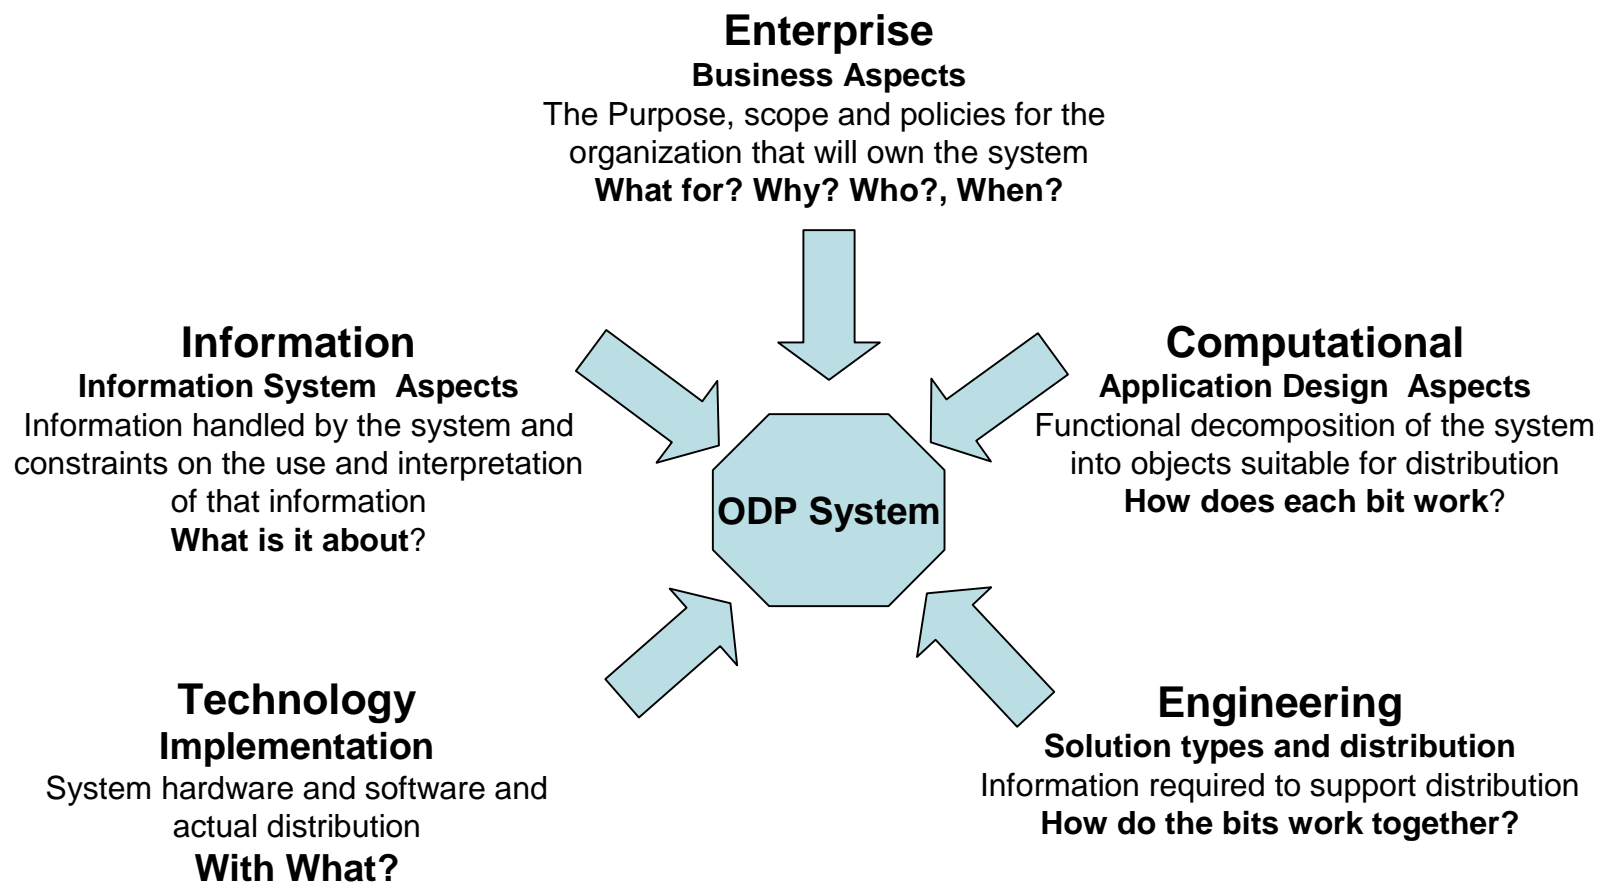 Enterprise
Business Aspects
The Purpose, scope and policies for the
organization that will own the system
What for? Why? Who?, When?
Information
Information System Aspects
Information handled by the system and
constraints on the use and interpretation
of that information
What is it about?
Computational
Application Design Aspects
Functional decomposition of the system
into objects suitable for distribution
How does each bit work?
ODP System
Technology
Implementation
System hardware and software and
actual distribution
With What?
Engineering
Solution types and distribution
Information required to support distribution
How do the bits work together?